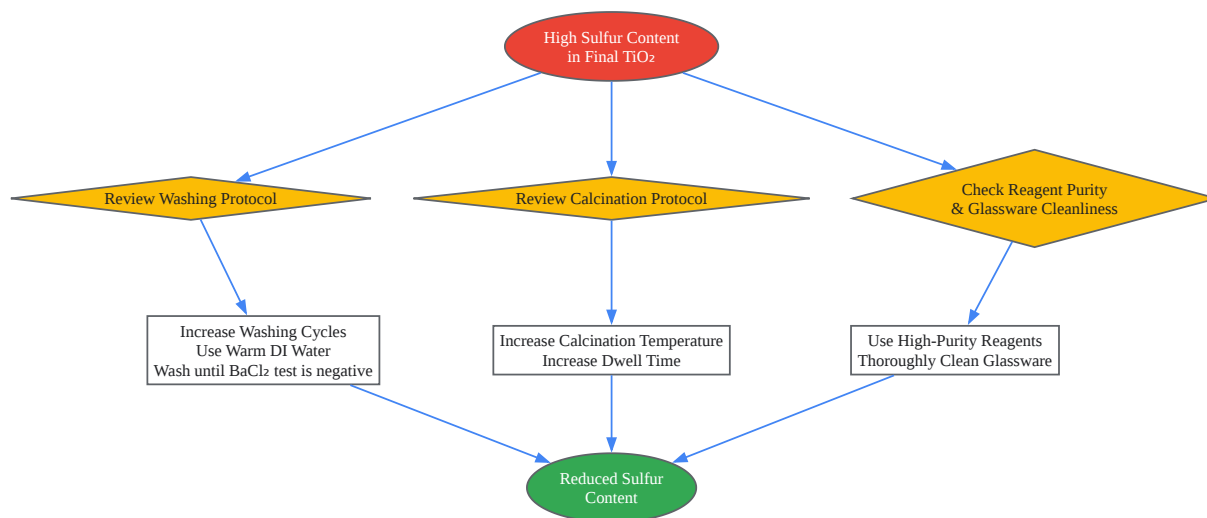 High Sulfur Content
in Final TiO₂
Review Washing Protocol
Review Calcination Protocol
Check Reagent Purity
& Glassware Cleanliness
Increase Washing Cycles
Use Warm DI Water
Wash until BaCl₂ test is negative
Increase Calcination Temperature
Increase Dwell Time
Use High-Purity Reagents
Thoroughly Clean Glassware
Reduced Sulfur
Content